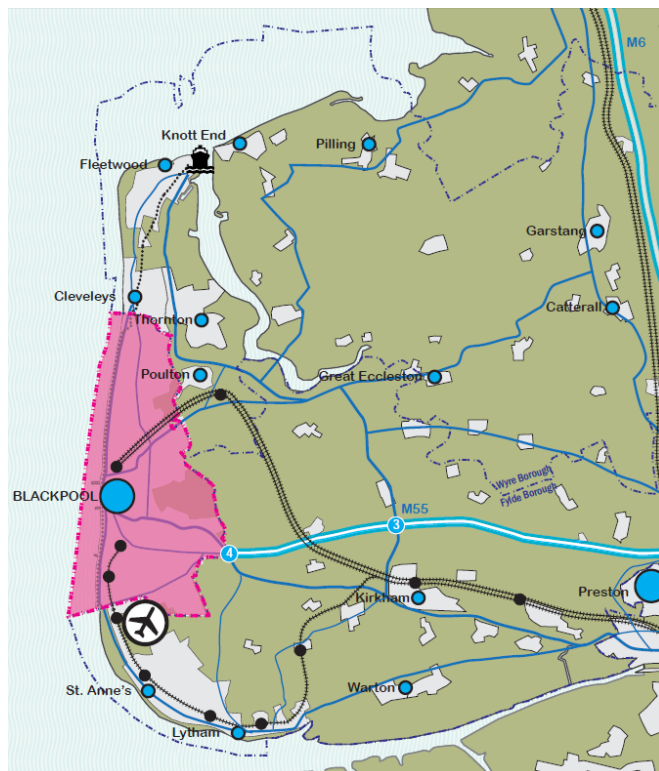 M6
Knott End
Pilling
Fleetwood
Garstang
Cleveleys
Catterall
Thornton
Poulton
Great Eccleston
Wyre Borough
Fylde Borough
BLACKPOOL
M55
3
4
Preston
Kirkham
St. Anne's
Warton
Lytham